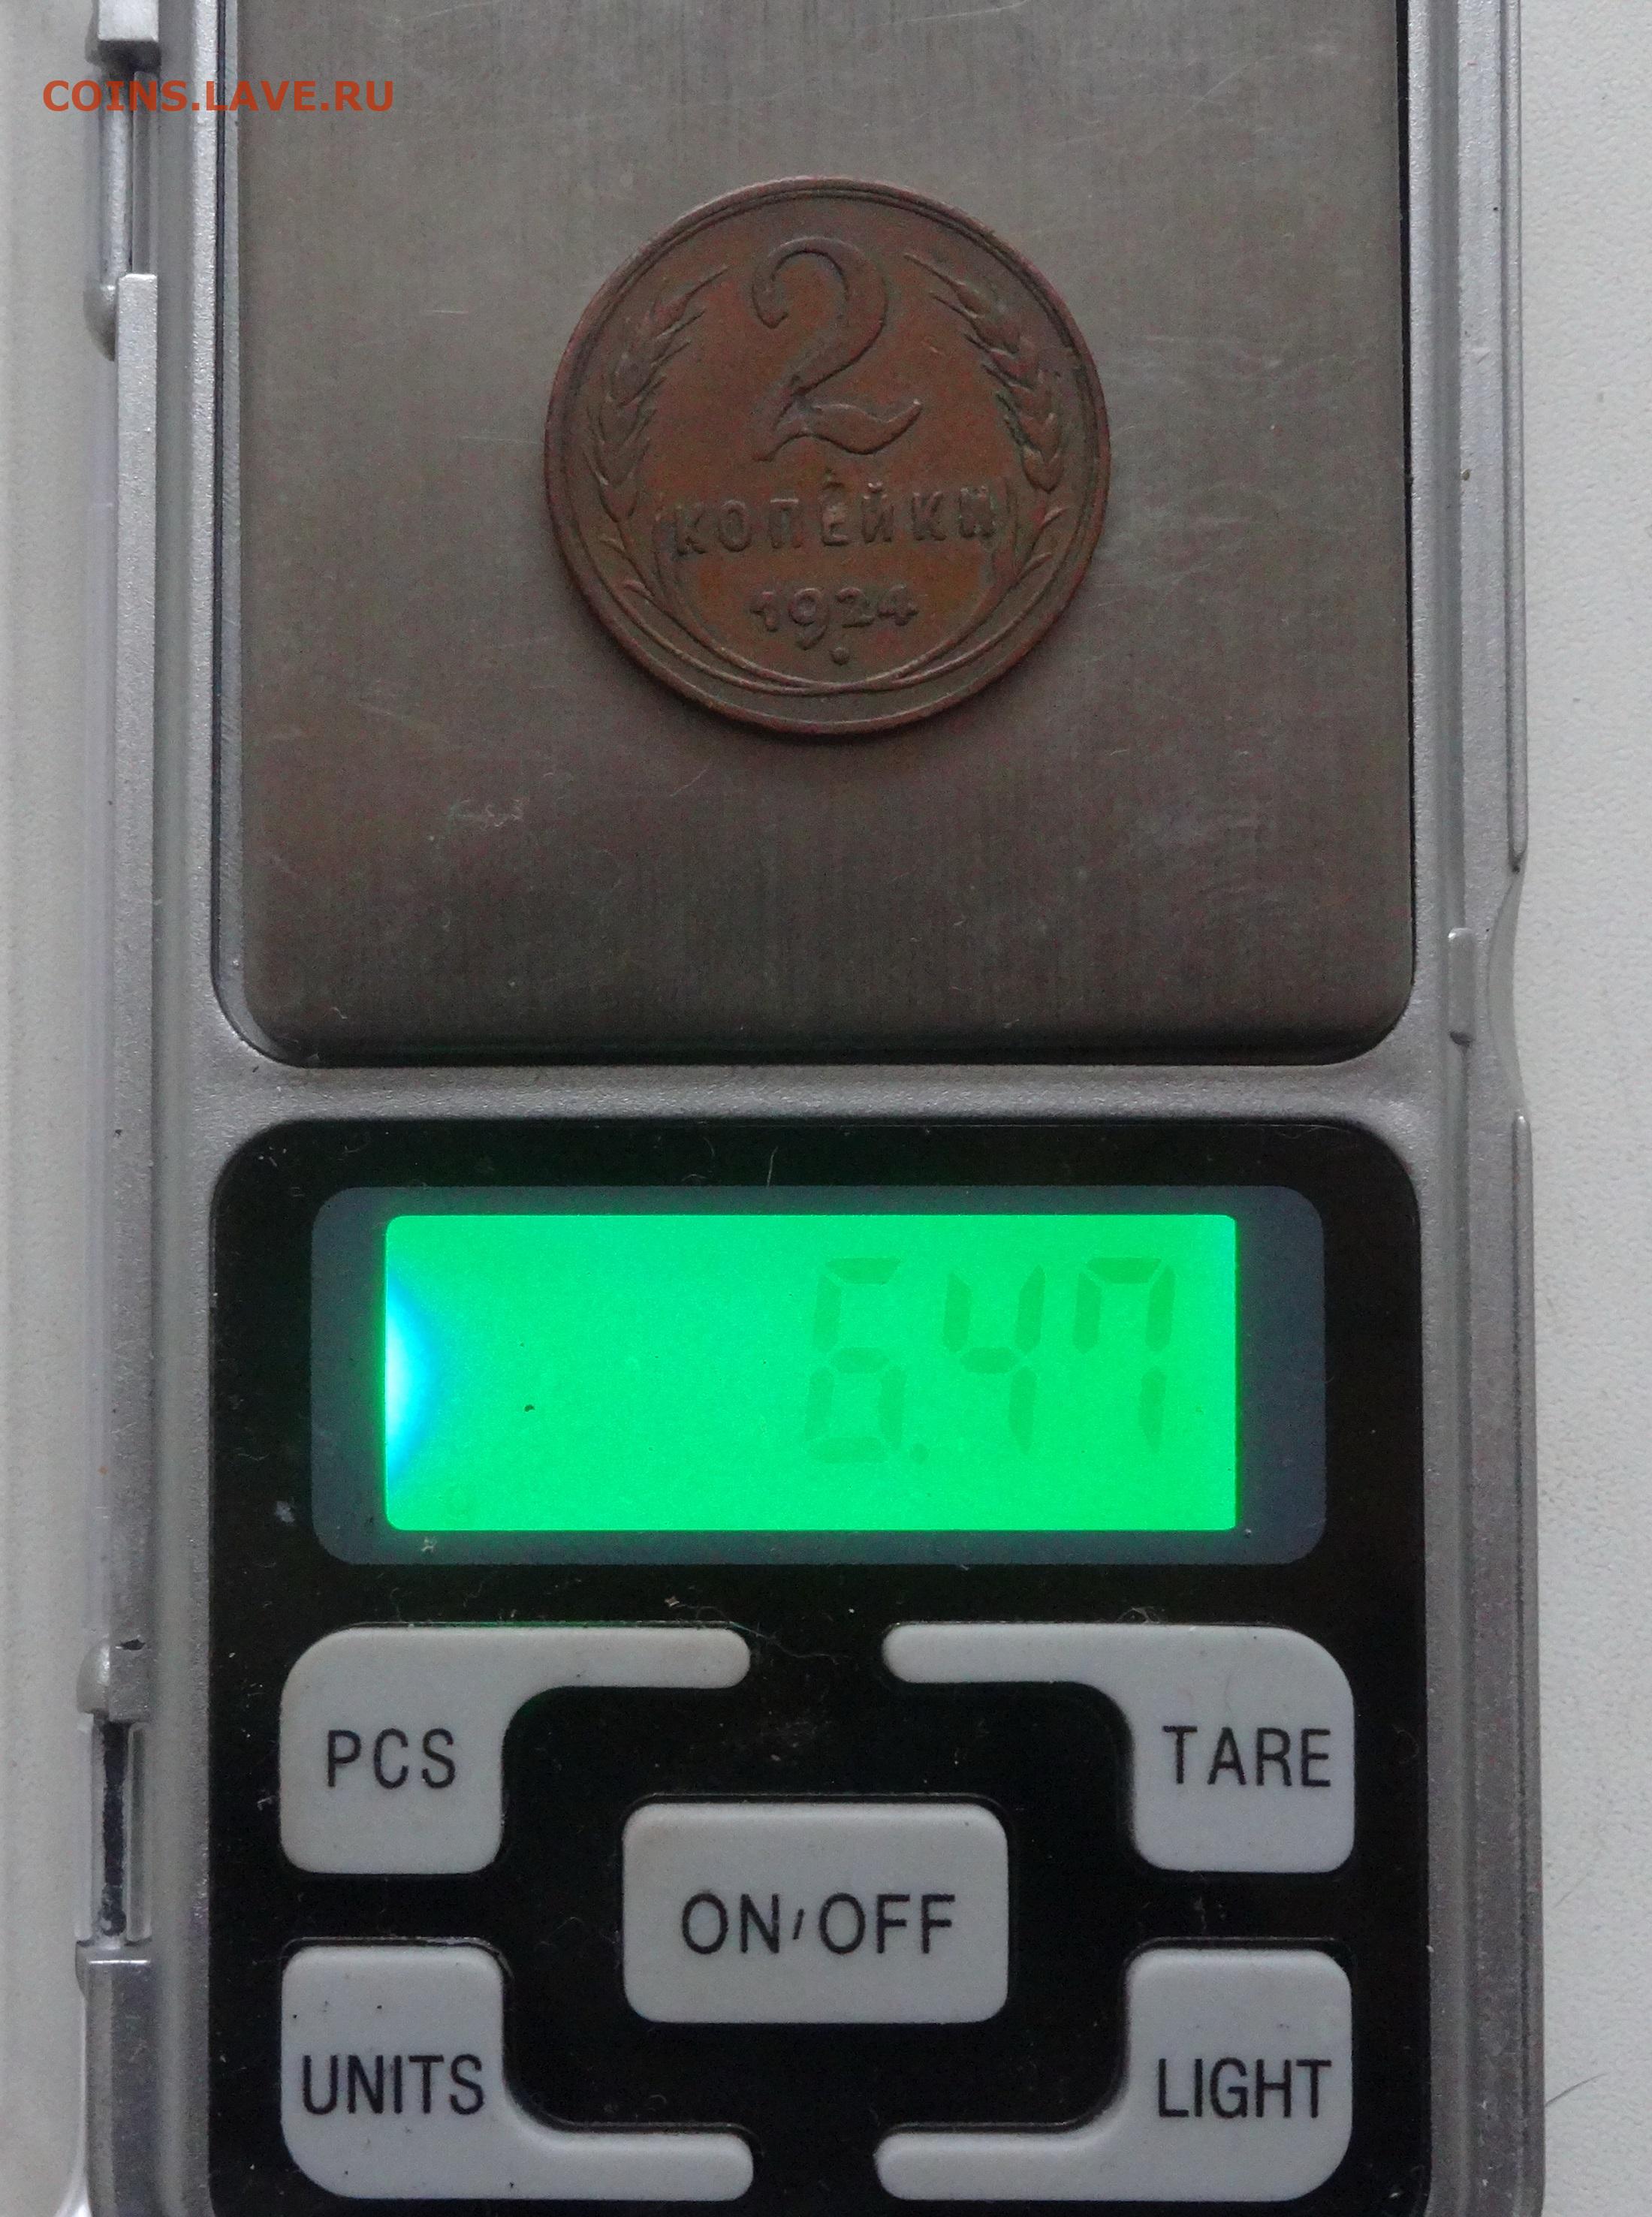 COINS.LAVE.RU
2
КОПЕЙКИ
1924
6.47
PCS
TARE
ON/OFF
UNITS
LIGHT